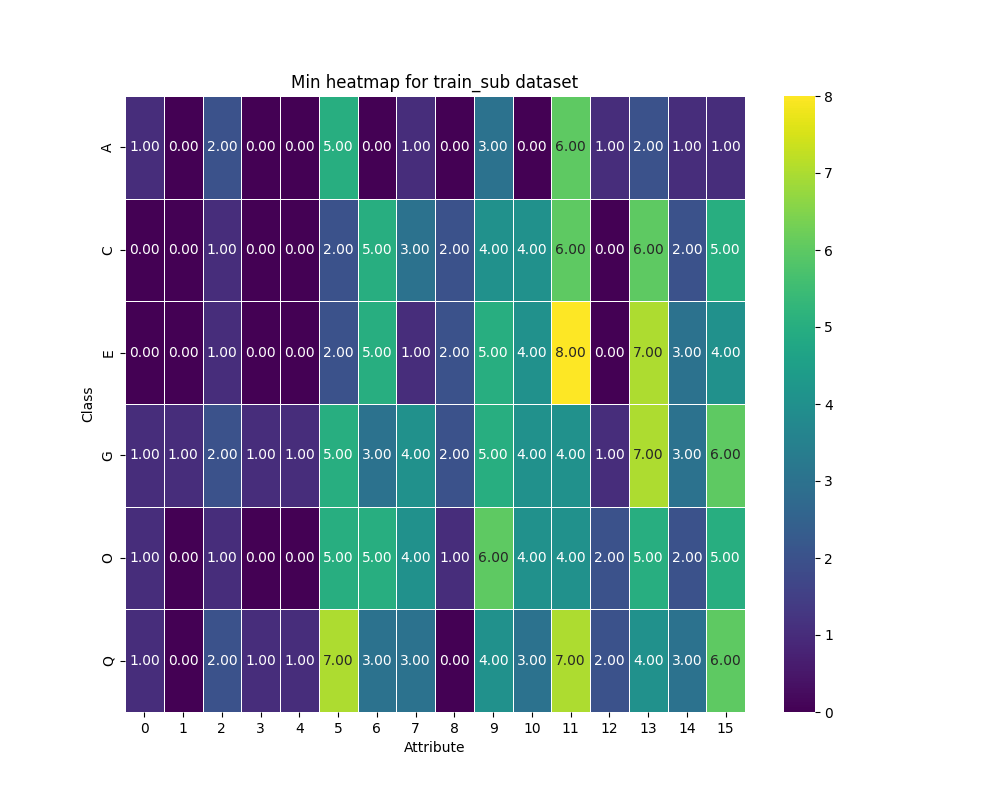 Min heatmap for train_sub dataset
A 1.00 0.00 2.00 0.00 0.00 5.00 0.00 1.00 0.00 3.00 0.00 6.00 1.00 2.00 1.00 1.00
C 0.00 0.00 1.00 0.00 0.00 2.00 5.00 3.00 2.00 4.00 4.00 6.00 0.00 6.00 2.00 5.00
E 0.00 0.00 1.00 0.00 0.00 2.00 5.00 1.00 2.00 5.00 4.00 8.00 0.00 7.00 3.00 4.00
G 1.00 1.00 2.00 1.00 1.00 5.00 3.00 4.00 2.00 5.00 4.00 4.00 1.00 7.00 3.00 6.00
O 1.00 0.00 1.00 0.00 0.00 5.00 5.00 4.00 1.00 6.00 4.00 4.00 2.00 5.00 2.00 5.00
Q 1.00 0.00 2.00 1.00 1.00 7.00 3.00 3.00 0.00 4.00 3.00 7.00 2.00 4.00 3.00 6.00
0 1 2 3 4 5 6 7 8 9 10 11 12 13 14 15
Attribute
Class
8
7
6
5
4
3
2
1
0